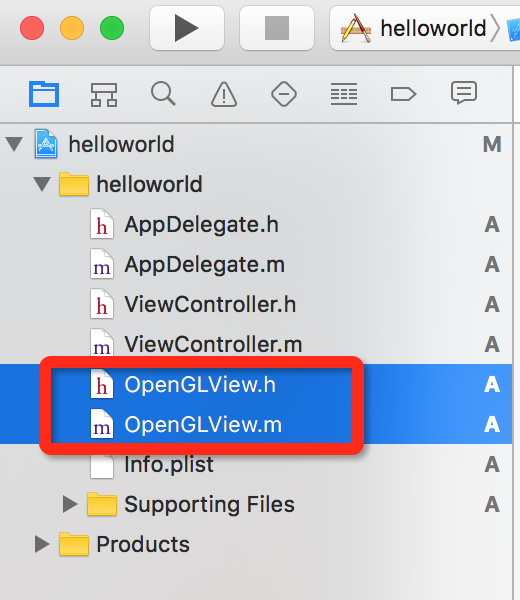 helloworld
helloworld M
helloworld
h AppDelegate.h A
m AppDelegate.m A
h ViewController.h A
m ViewController.m A
h OpenGLView.h A
m OpenGLView.m A
Info.plist A
Supporting Files A
Products